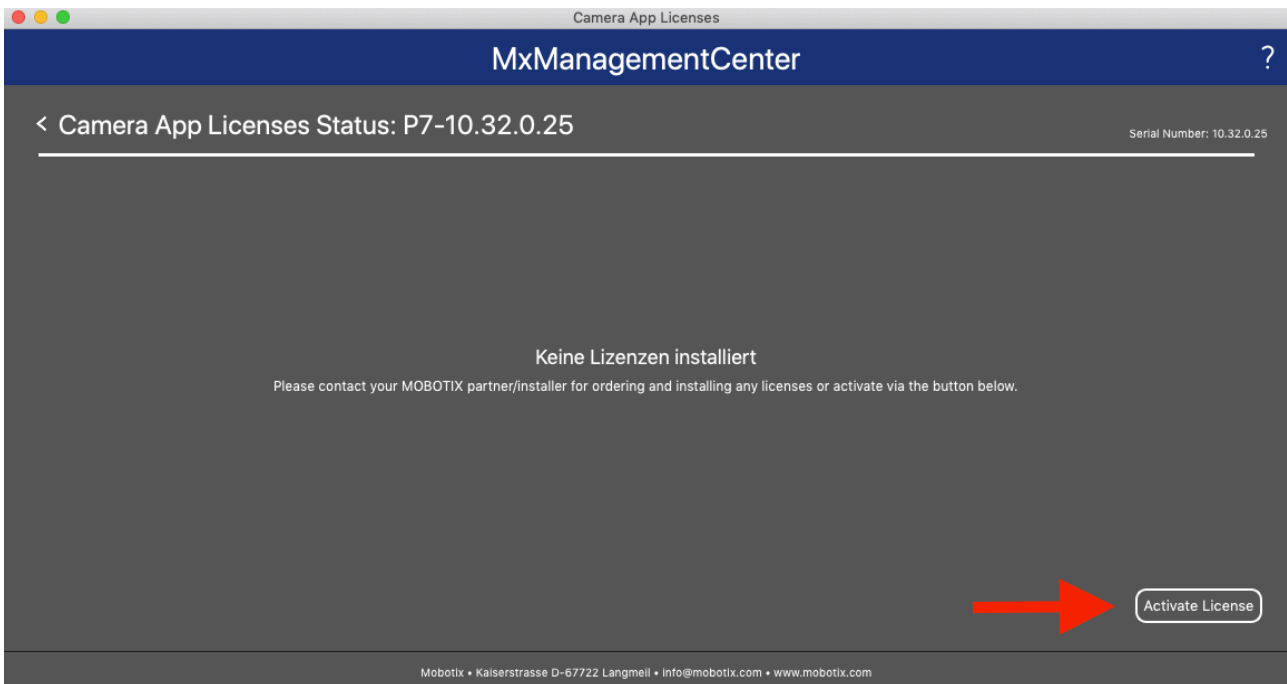 Camera App Licenses
MxManagementCenter
?
< Camera App Licenses Status: P7-10.32.0.25
Serial Number: 10.32.0.25
Keine Lizenzen installiert
Please contact your MOBOTIX partner/installer for ordering and installing any licenses or activate via the button below.
Activate License
Mobotix • Kaiserstrasse D-67722 Langmeil • info@mobotix.com • www.mobotix.com